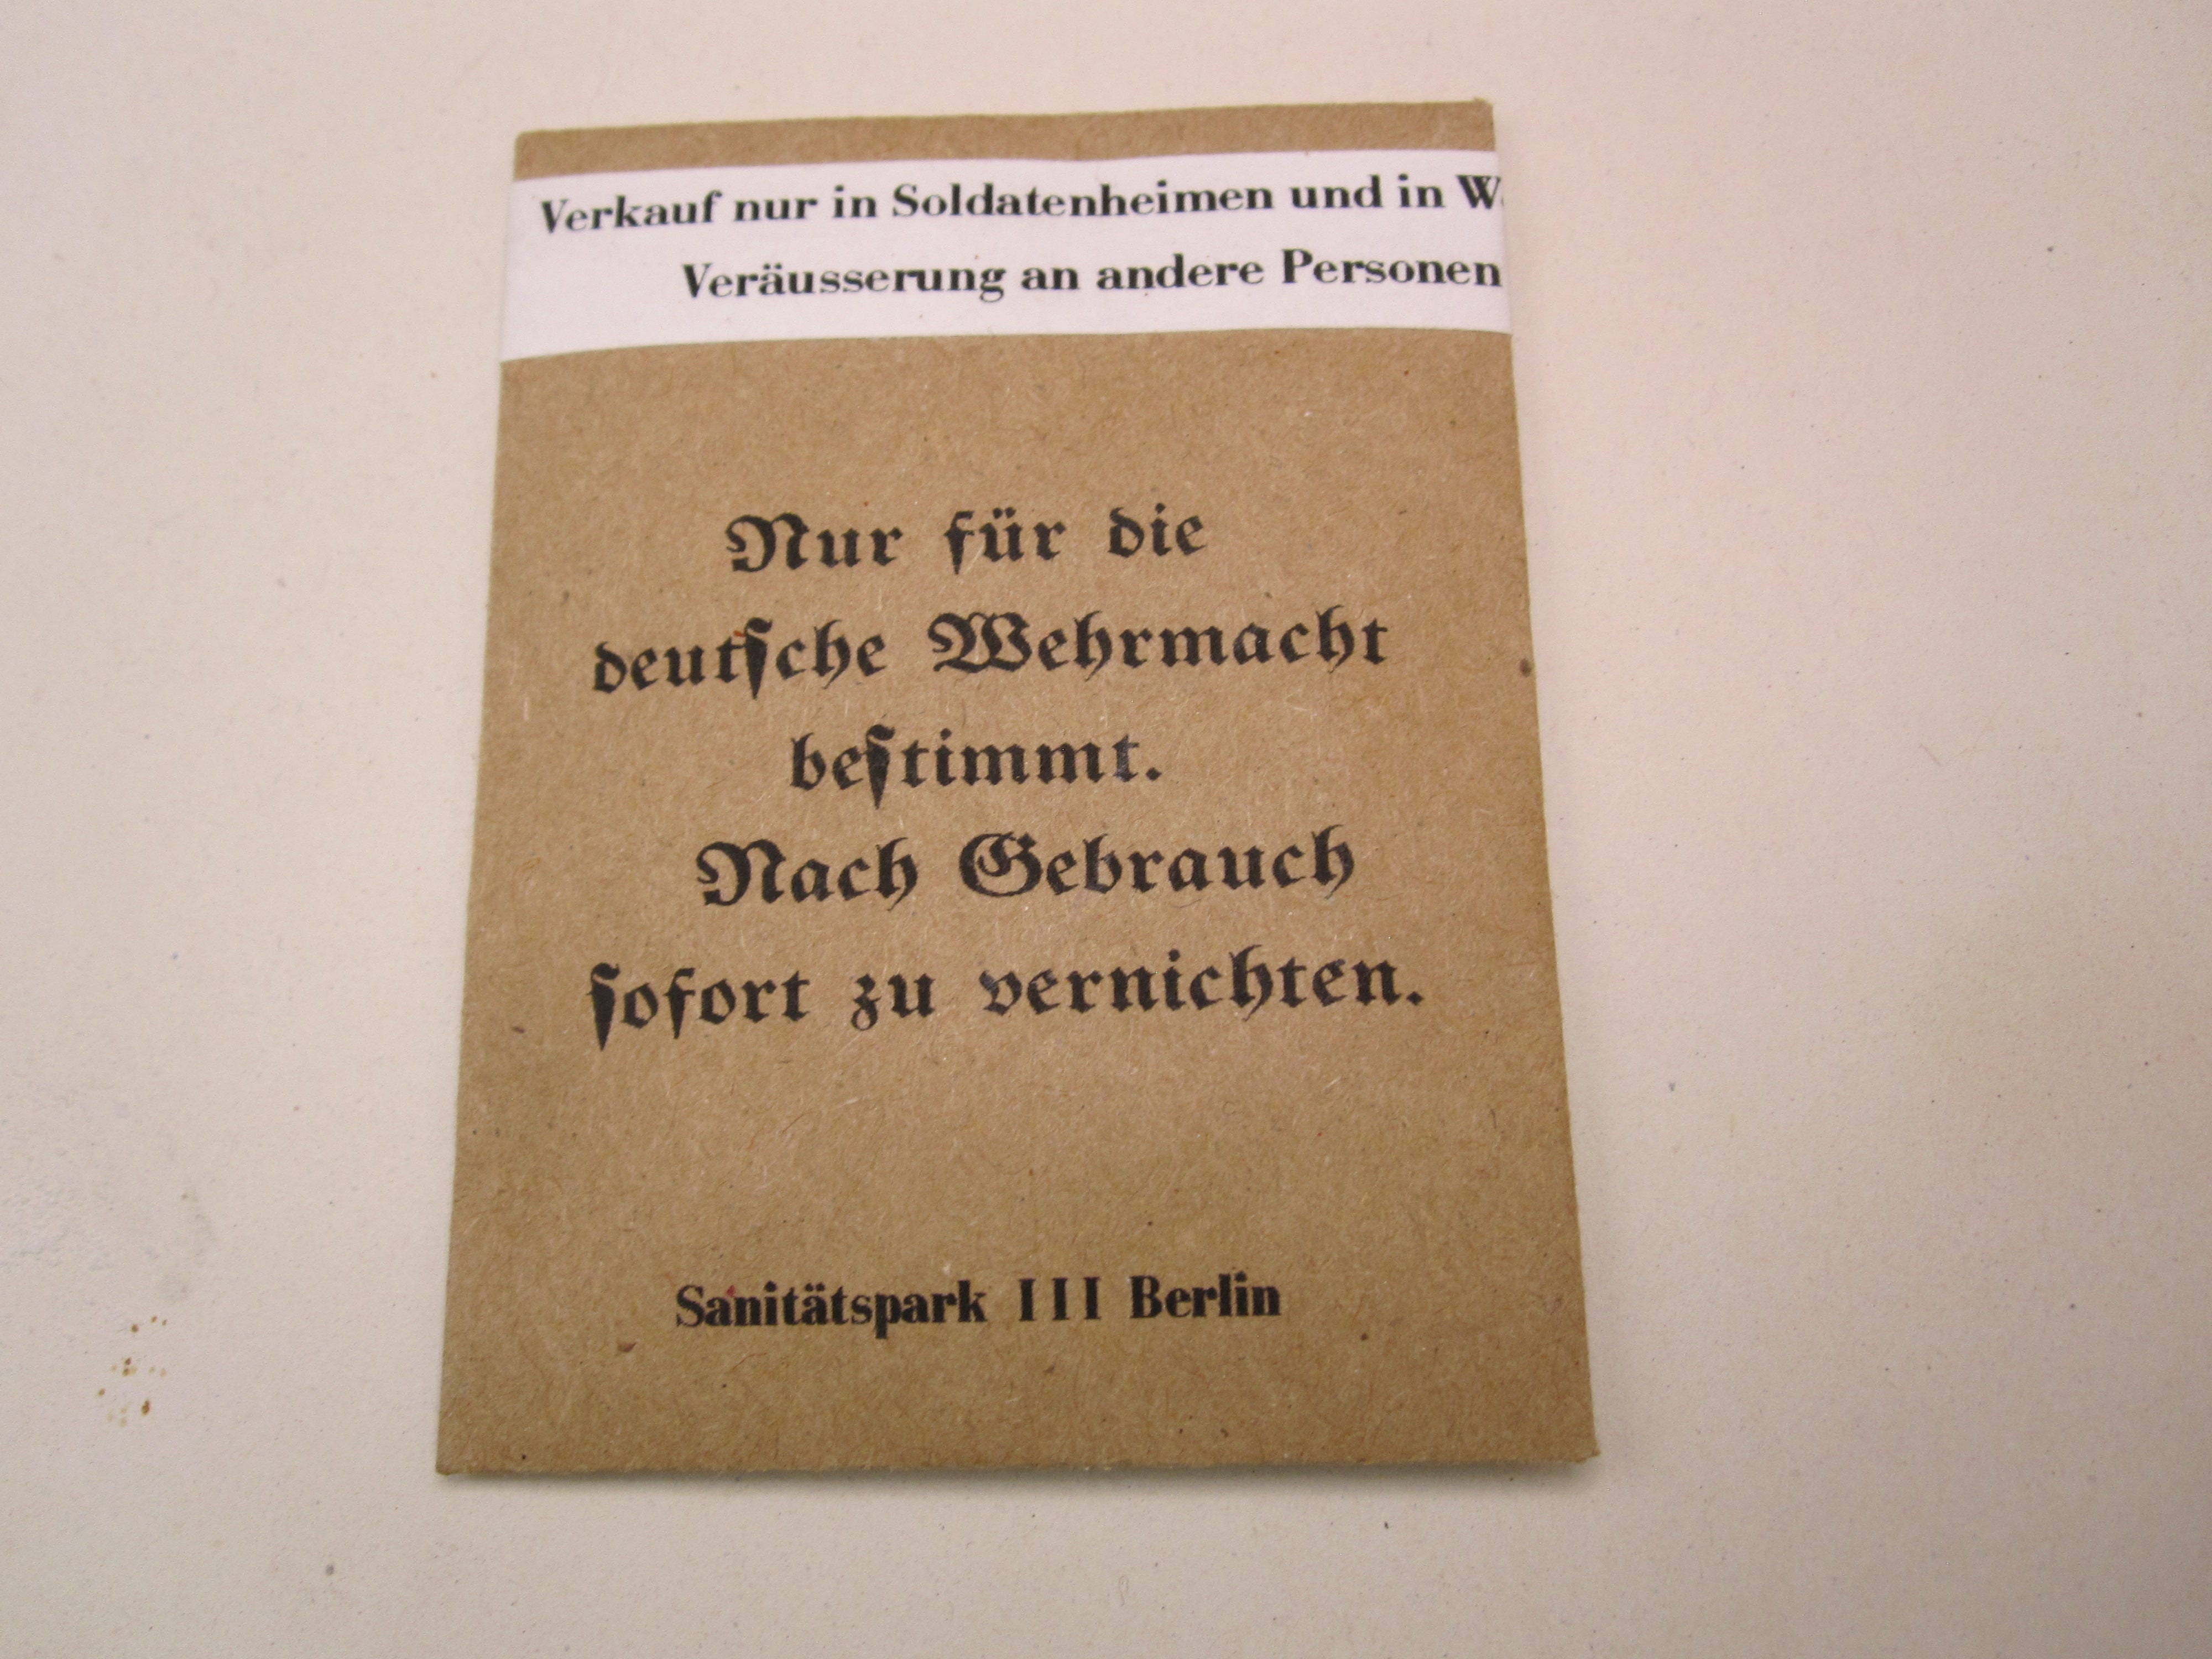 Verkauf nur in Soldatenheimen und in
Veräusserung an andere Personen
Nur für die
deutſche Wehrmacht
beſtimmt.
Nach Gebrauch
ſofort zu vernichten.
Sanitätspark III Berlin